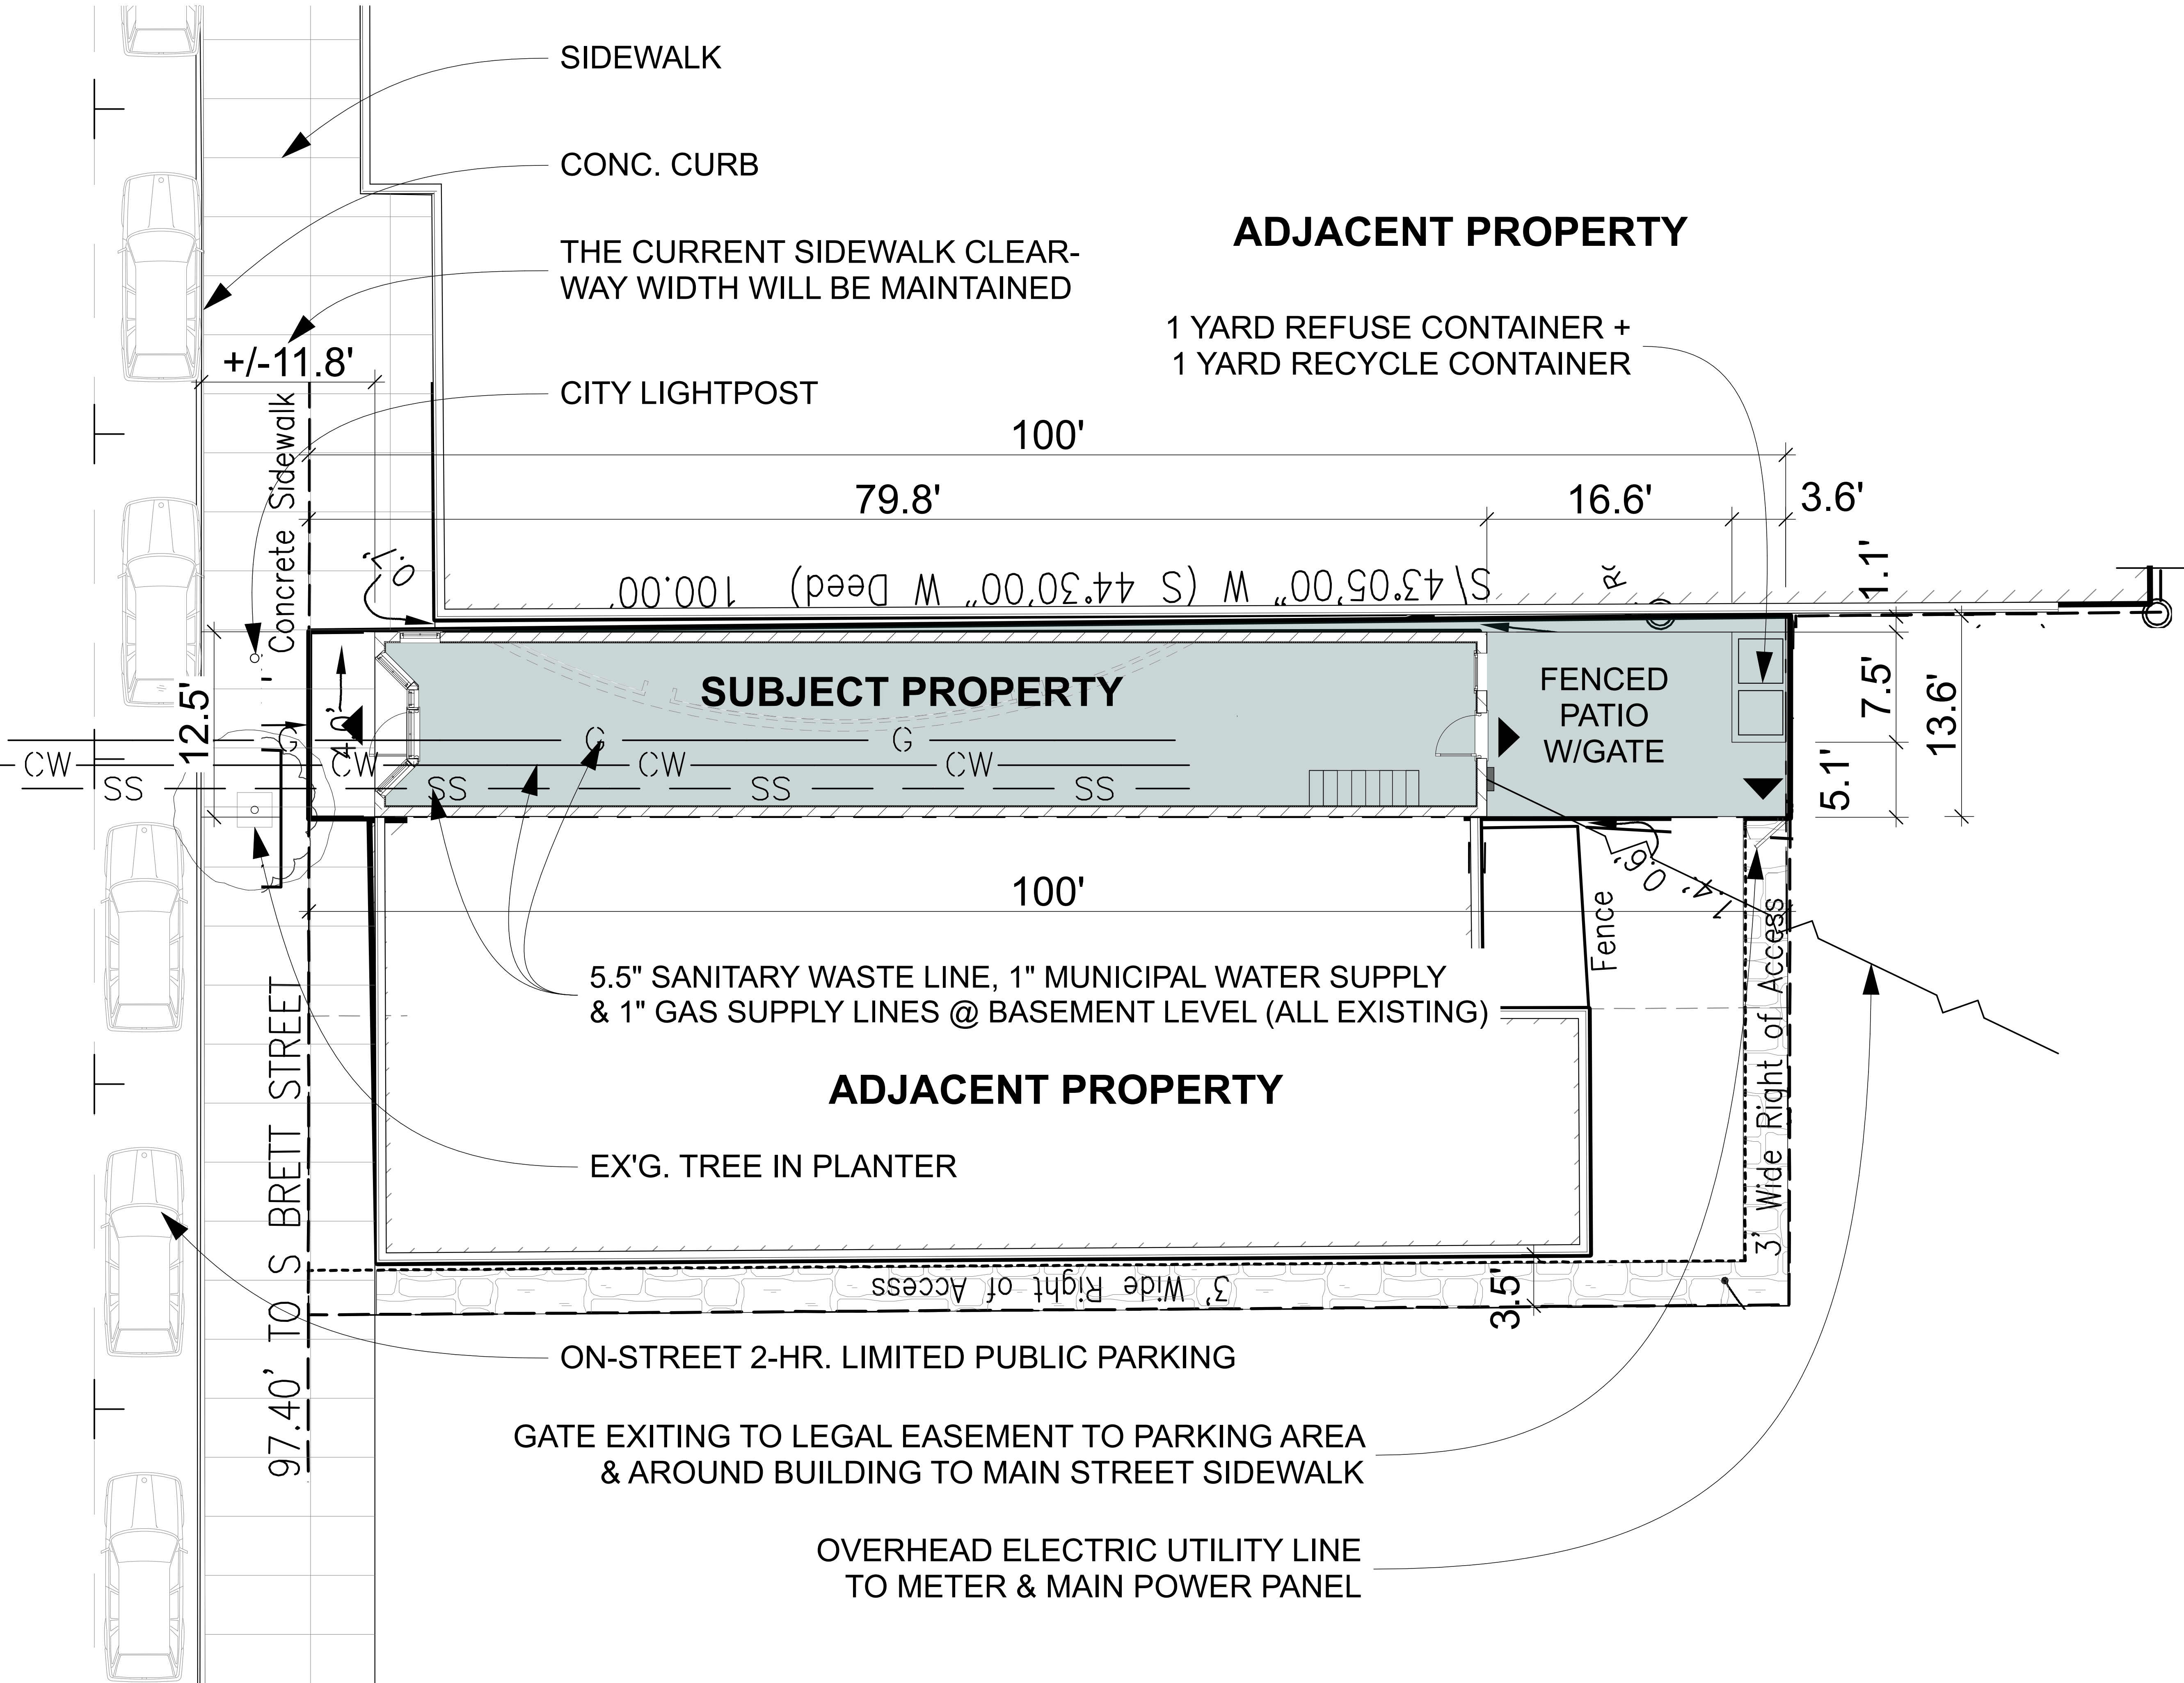 SIDEWALK
CONC. CURB
THE CURRENT SIDEWALK CLEAR-
WAY WIDTH WILL BE MAINTAINED
ADJACENT PROPERTY
1 YARD REFUSE CONTAINER +
1 YARD RECYCLE CONTAINER
+/-11.8'
CITY LIGHTPOST
Concrete Sidewalk
100'
79.8'
16.6'
3.6'
1.1'
0.1'
S/43°05'00" W (S 44°30'00" W Deed) 100.00'
12.5'
4.0'
SUBJECT PROPERTY
FENCED
PATIO
W/GATE
7.5'
13.6'
5.1'
G
G
G
CW
CW
CW
CW
SS
SS
SS
SS
100'
0.6'
Fence
5.5" SANITARY WASTE LINE, 1" MUNICIPAL WATER SUPPLY
& 1" GAS SUPPLY LINES @ BASEMENT LEVEL (ALL EXISTING)
ADJACENT PROPERTY
3' Wide Right of Access
97.40' TO S BRETT STREET
EX'G. TREE IN PLANTER
3' Wide Right of Access
3.5'
ON-STREET 2-HR. LIMITED PUBLIC PARKING
GATE EXITING TO LEGAL EASEMENT TO PARKING AREA
& AROUND BUILDING TO MAIN STREET SIDEWALK
OVERHEAD ELECTRIC UTILITY LINE
TO METER & MAIN POWER PANEL